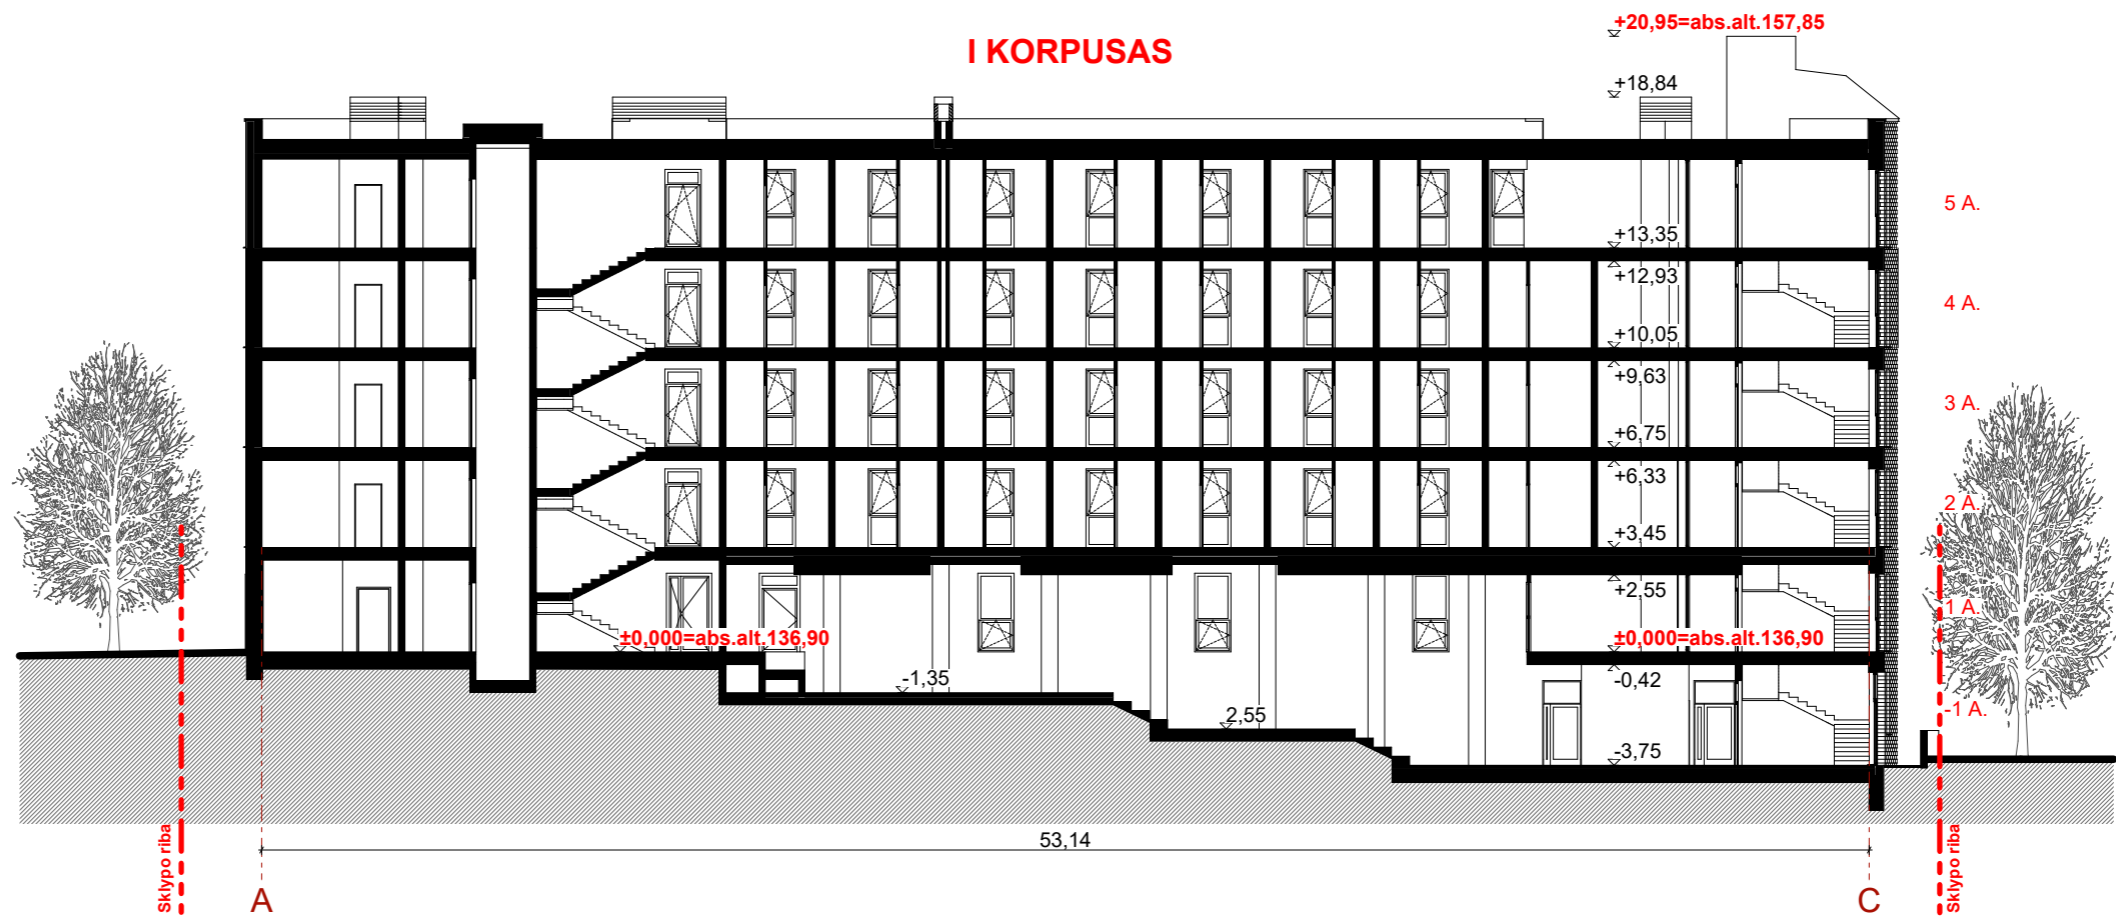 +20,95=abs.alt.157,85
I KORPUSAS
+18,84
5 A.
+13,35
+12,93
4 A.
+10,05
+9,63
3 A.
+6,75
+6,33
2 A.
+3,45
+2,55
1 A.
±0,000=abs.alt.136,90
±0,000=abs.alt.136,90
-1,35
-0,42
2,55
-1 A.
-3,75
53,14
Sklypo riba
Sklypo riba
A
C